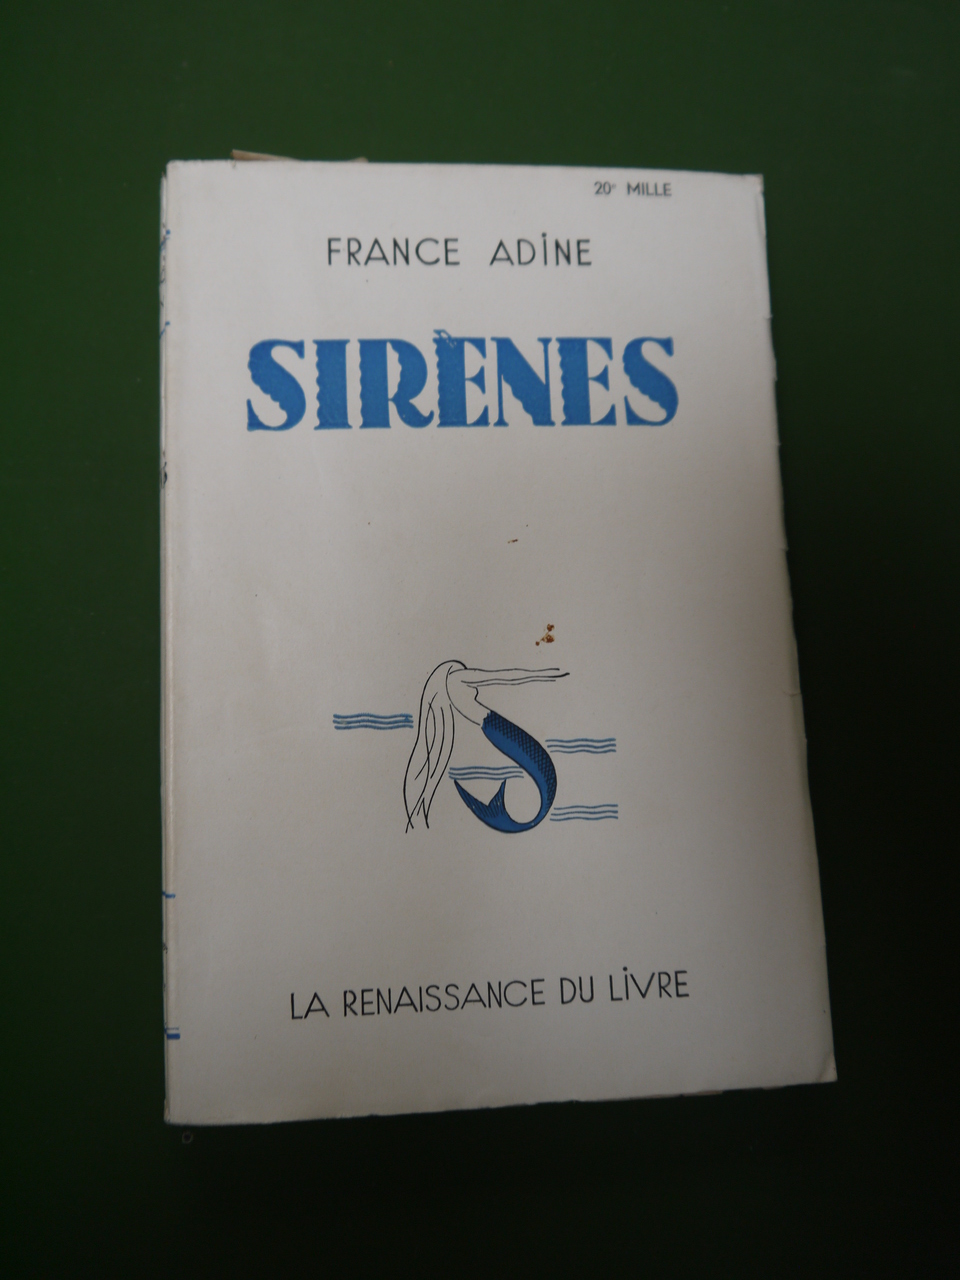 20e MILLE
FRANCE ADiNE
SIRÈNES
LA RENAISSANCE DU LiVRE